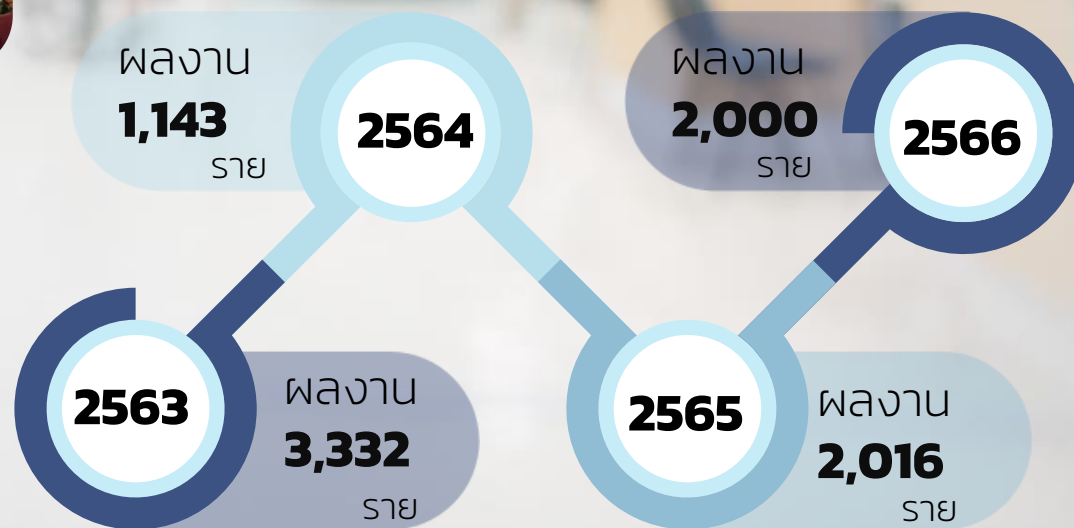 2563
ผลงาน
3,332
ราย
2564
ผลงาน
1,143
ราย
2565
ผลงาน
2,016
ราย
2566
ผลงาน
2,000
ราย